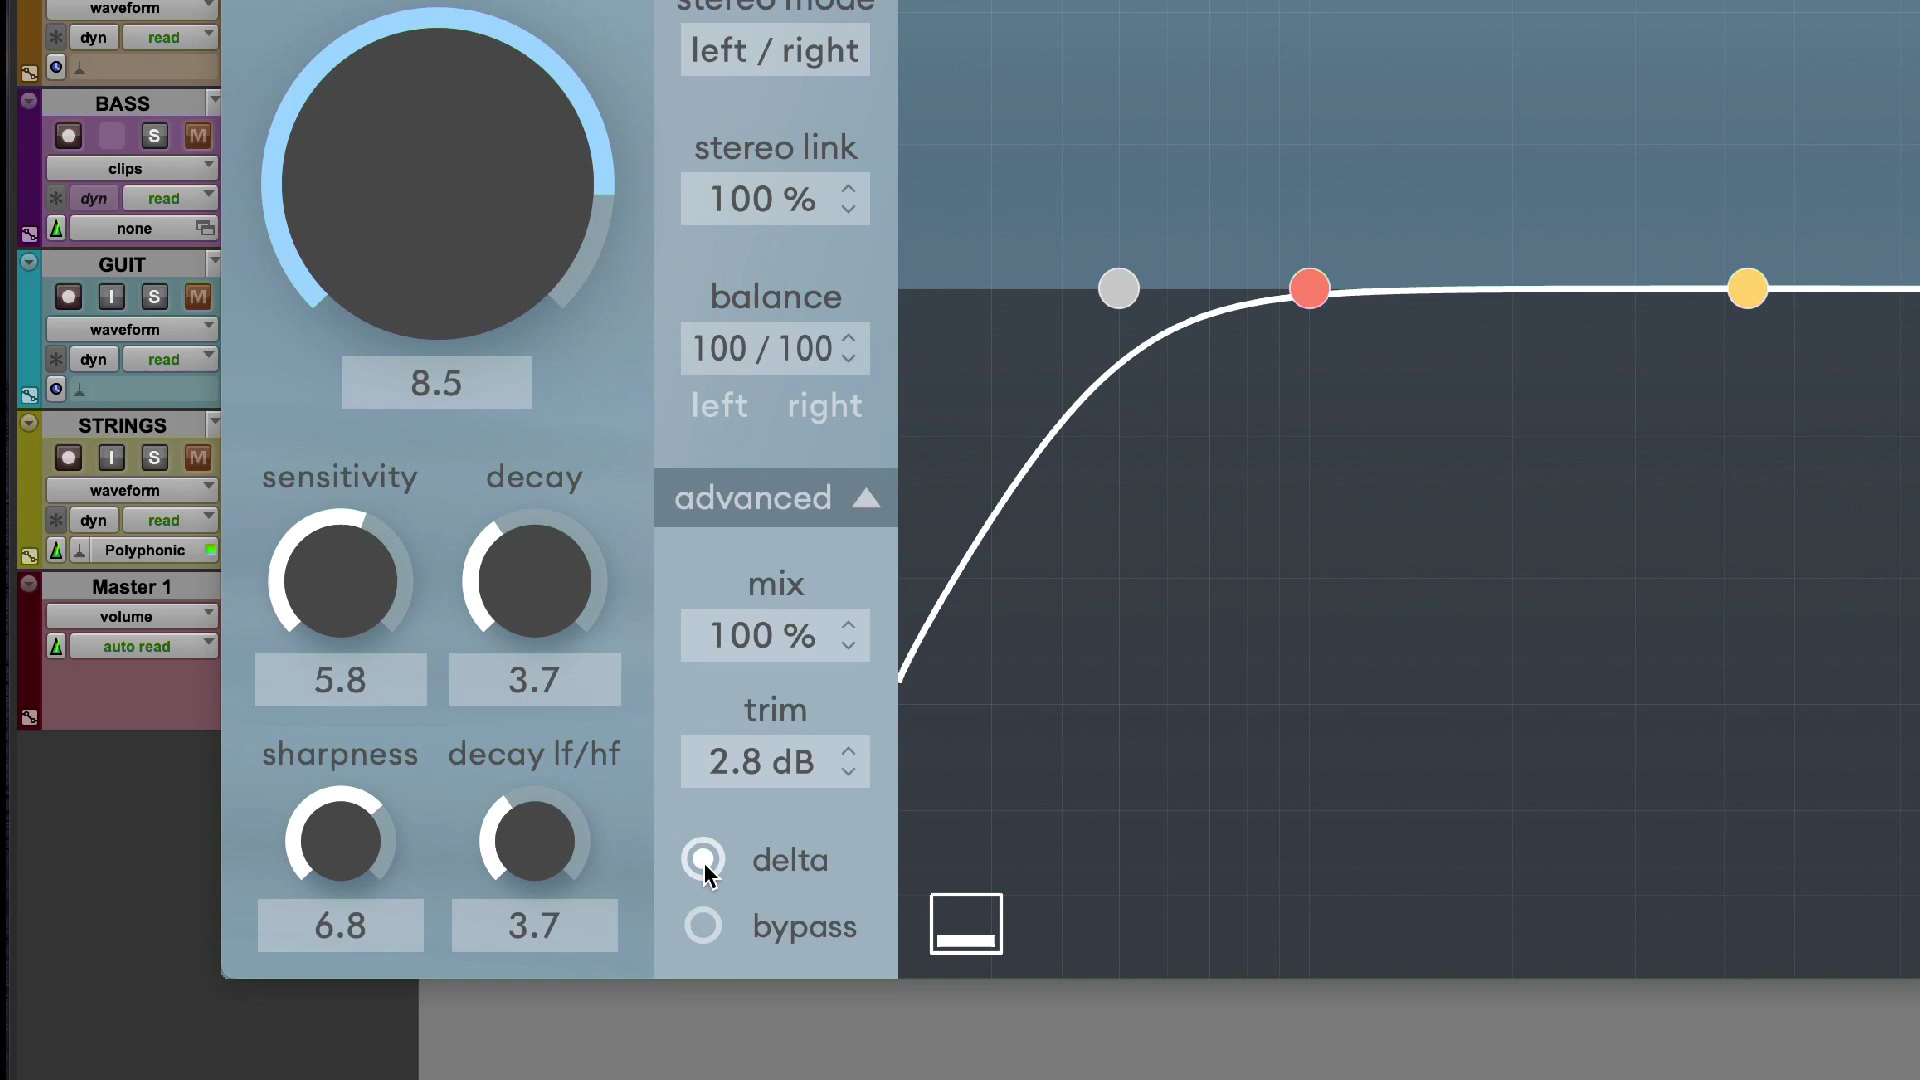 waveform
dyn read
BASS
S M
clips
dyn read
none
GUIT
I S M
waveform
dyn read
STRINGS
I S M
waveform
dyn read
Polyphonic
Master 1
volume
auto read
8.5
sensitivity decay
5.8 3.7
sharpness decay lf/hf
6.8 3.7
stereo mode
left / right
stereo link
100 %
balance
100 / 100
left right
advanced
mix
100 %
trim
2.8 dB
delta
bypass